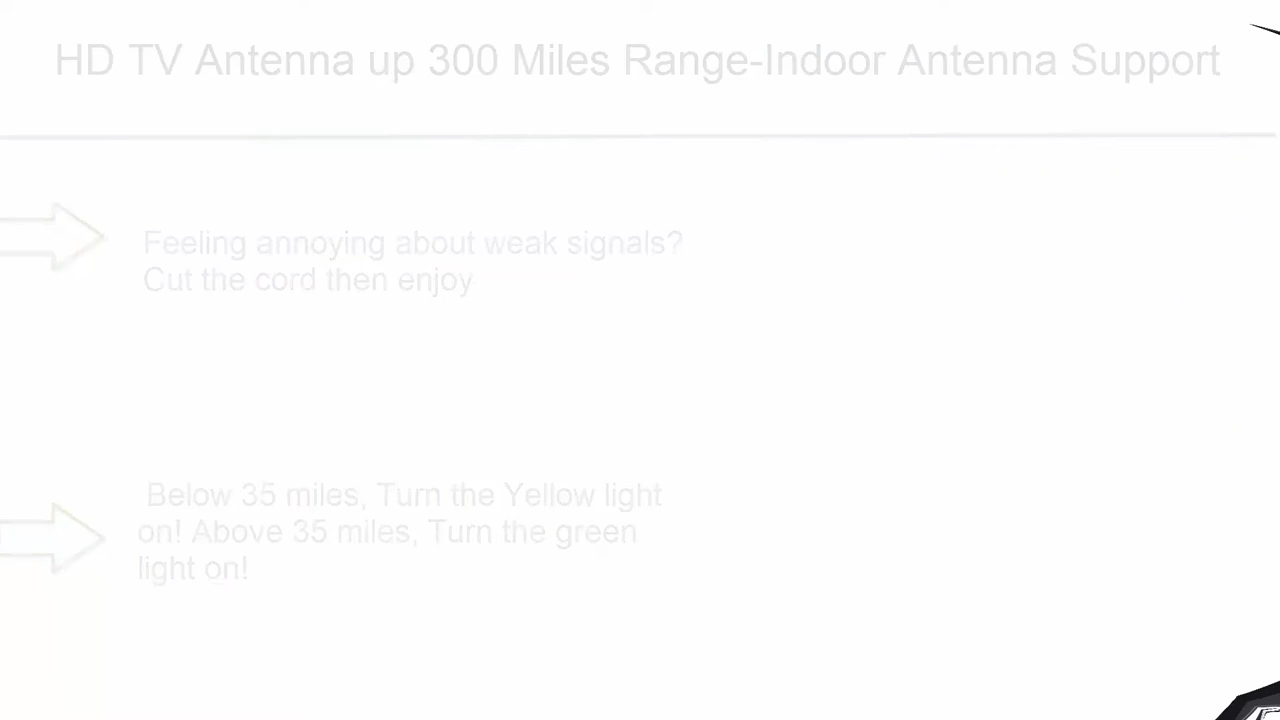 HD TV Antenna up 300 Miles Range-Indoor Antenna Support
Feeling annoying about weak signals?
Cut the cord then enjoy
Below 35 miles, Turn the Yellow light
on! Above 35 miles, Turn the green
light on!